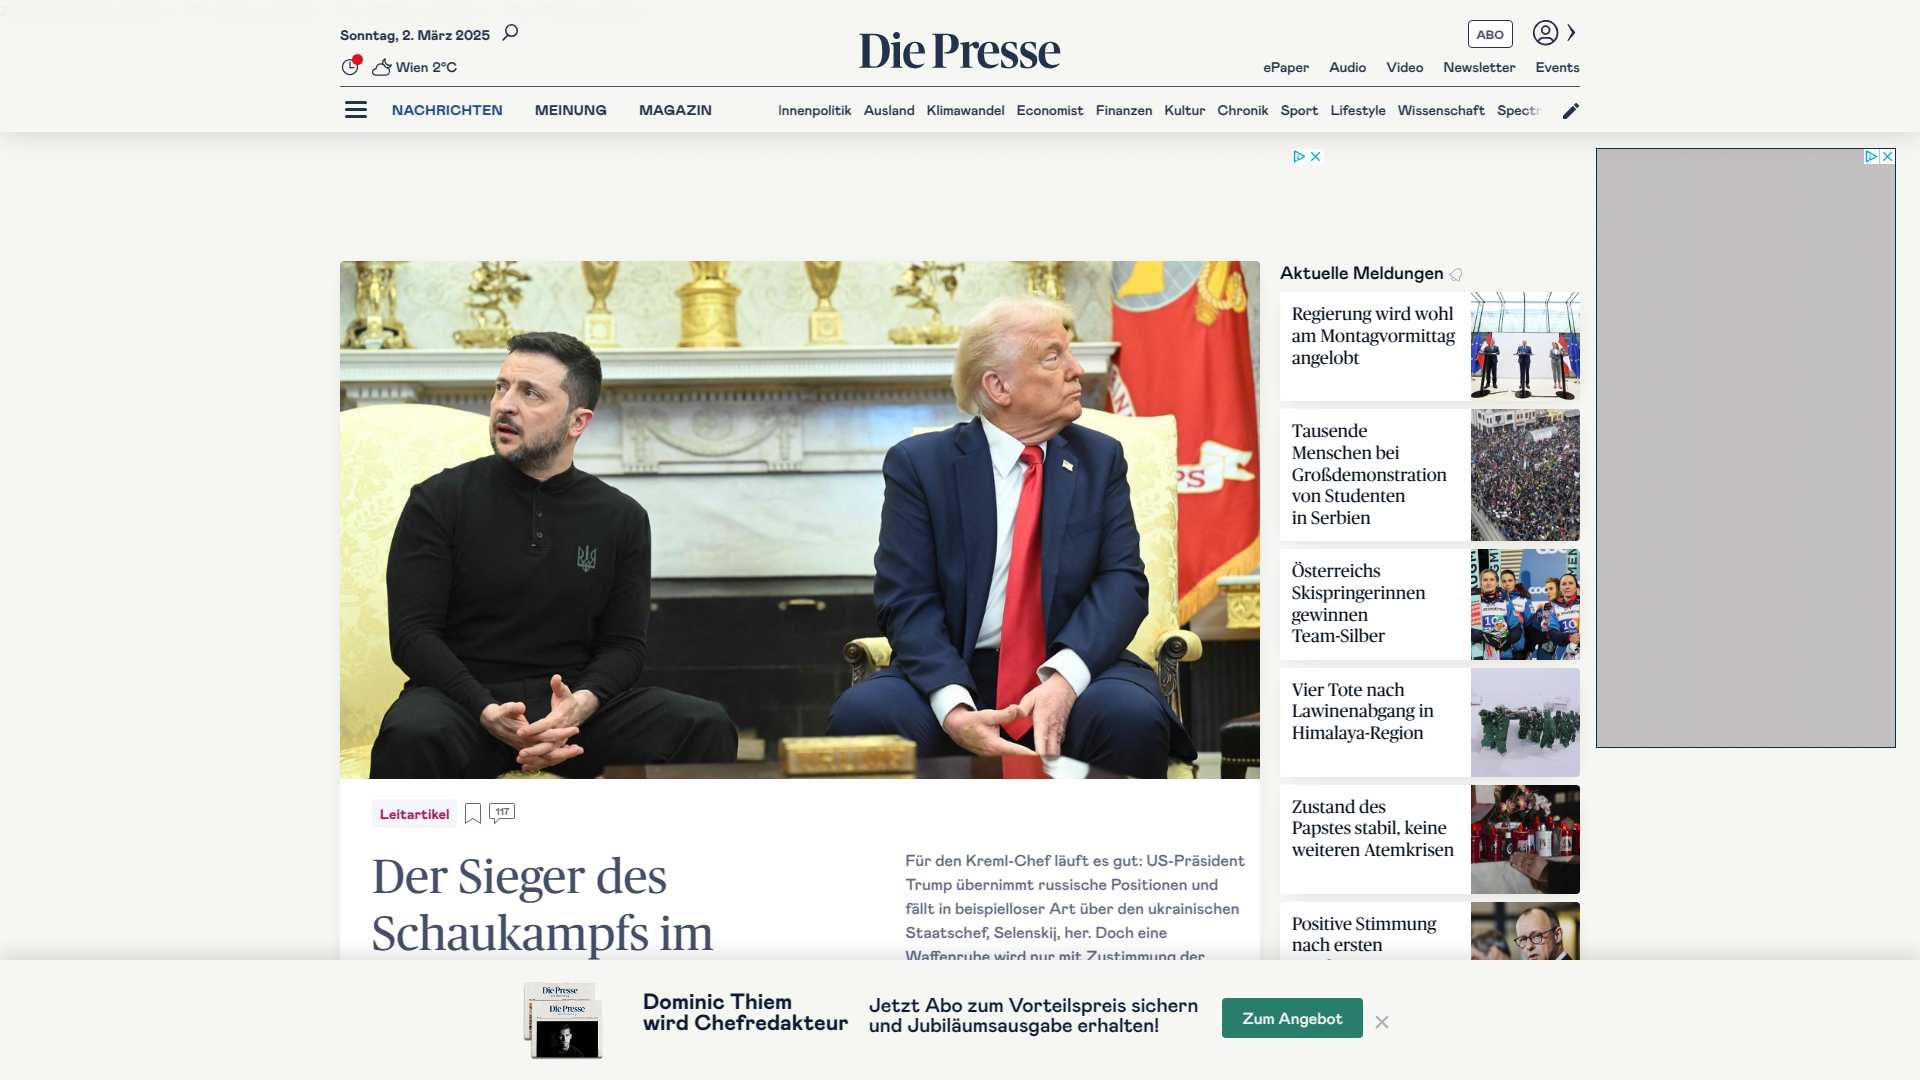 Sonntag, 2. März 2025
Die Presse
ABO
Wien 2°C
ePaper Audio Video Newsletter Events
NACHRICHTEN MEINUNG MAGAZIN Innenpolitik Ausland Klimawandel Economist Finanzen Kultur Chronik Sport Lifestyle Wissenschaft Spectr
Leitartikel
117
Der Sieger des
Schaukampfs im
Für den Kreml-Chef läuft es gut: US-Präsident
Trump übernimmt russische Positionen und
fällt in beispielloser Art über den ukrainischen
Staatschef, Selenskij, her. Doch eine
Waffenruhe wird nur mit Zustimmung der
Aktuelle Meldungen
Regierung wird wohl
am Montagvormittag
angelobt
Tausende
Menschen bei
Großdemonstration
von Studenten
in Serbien
Österreichs
Skispringerinnen
gewinnen
Team-Silber
Vier Tote nach
Lawinenabgang in
Himalaya-Region
Zustand des
Papstes stabil, keine
weiteren Atemkrisen
Positive Stimmung
nach ersten
Die Presse
Die Presse
Dominic Thiem
wird Chefredakteur
Jetzt Abo zum Vorteilspreis sichern
und Jubiläumsausgabe erhalten!
Zum Angebot